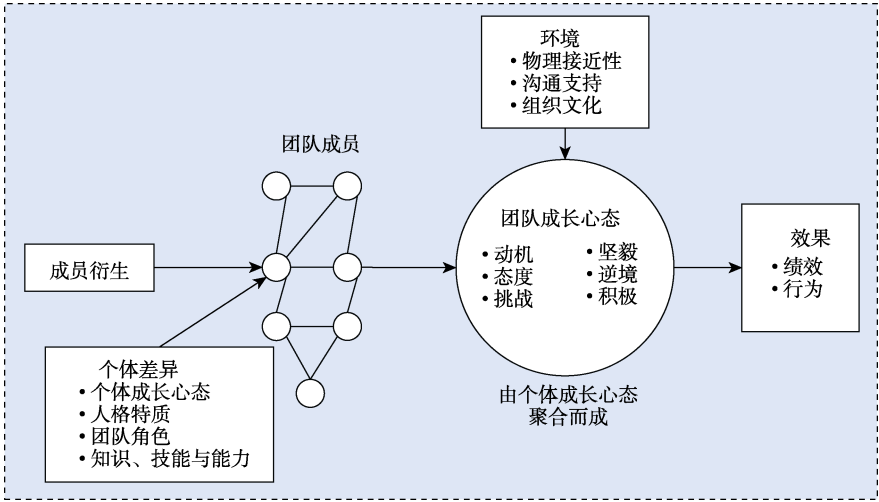 环境
• 物理接近性
• 沟通支持
• 组织文化
团队成员
团队成长心态
• 动机
• 态度
• 挑战
• 坚毅
• 逆境
• 积极
效果
• 绩效
• 行为
成员衍生
个体差异
• 个体成长心态
• 人格特质
• 团队角色
• 知识、技能与能力
由个体成长心态
聚合而成